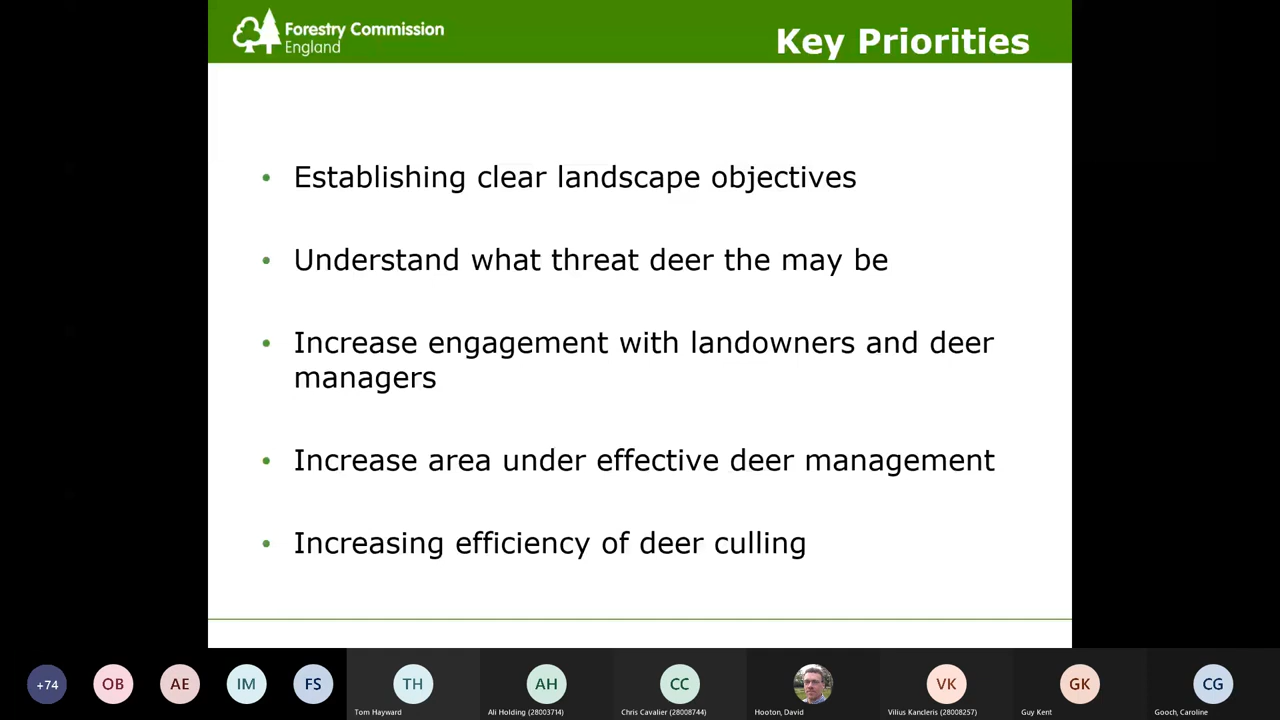 Forestry Commission
England
Key Priorities
• Establishing clear landscape objectives
• Understand what threat deer the may be
• Increase engagement with landowners and deer
managers
• Increase area under effective deer management
• Increasing efficiency of deer culling
+74
OB
AE
IM
FS
TH
AH
CC
VK
GK
CG
Tom Hayward
Ali Holding (28003714)
Chris Cavalier (28008744)
Hooton, David
Vilius Kancleris (28008257)
Guy Kent
Gooch, Caroline